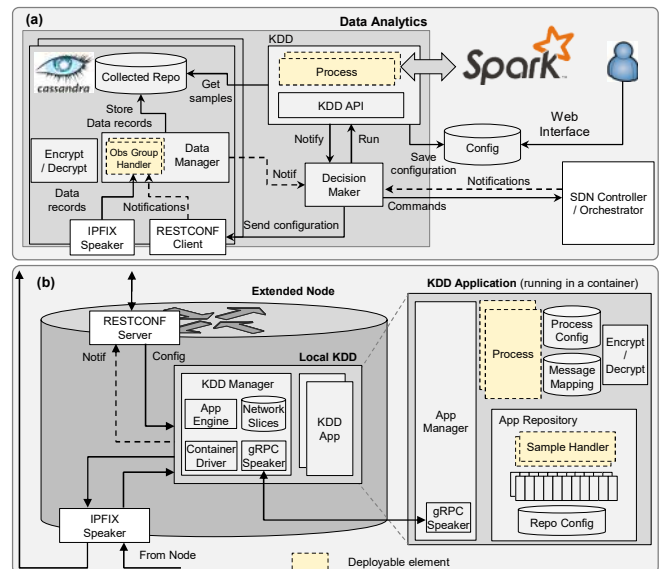 (a)
Data Analytics
cassandra
Collected Repo
KDD
Process
KDD API
Spark
TM
Get
samples
Store
Data records
Encrypt
/ Decrypt
Obs Group
Handler
Data
Manager
Notify
Run
Save
configuration
Config
Web
Interface
Data
records
Notifications
Notif
Decision
Maker
Notifications
Commands
SDN Controller
/ Orchestrator
IPFIX
Speaker
RESTCONF
Client
Send configuration
(b)
Extended Node
KDD Application (running in a container)
RESTCONF
Server
Notif
Config
Local KDD
KDD Manager
App
Engine
Network
Slices
Container
Driver
gRPC
Speaker
KDD
App
IPFIX
Speaker
From Node
App
Manager
gRPC
Speaker
Process
Process
Config
Message
Mapping
Encrypt
/
Decrypt
App Repository
Sample Handler
Repo Config
Deployable element